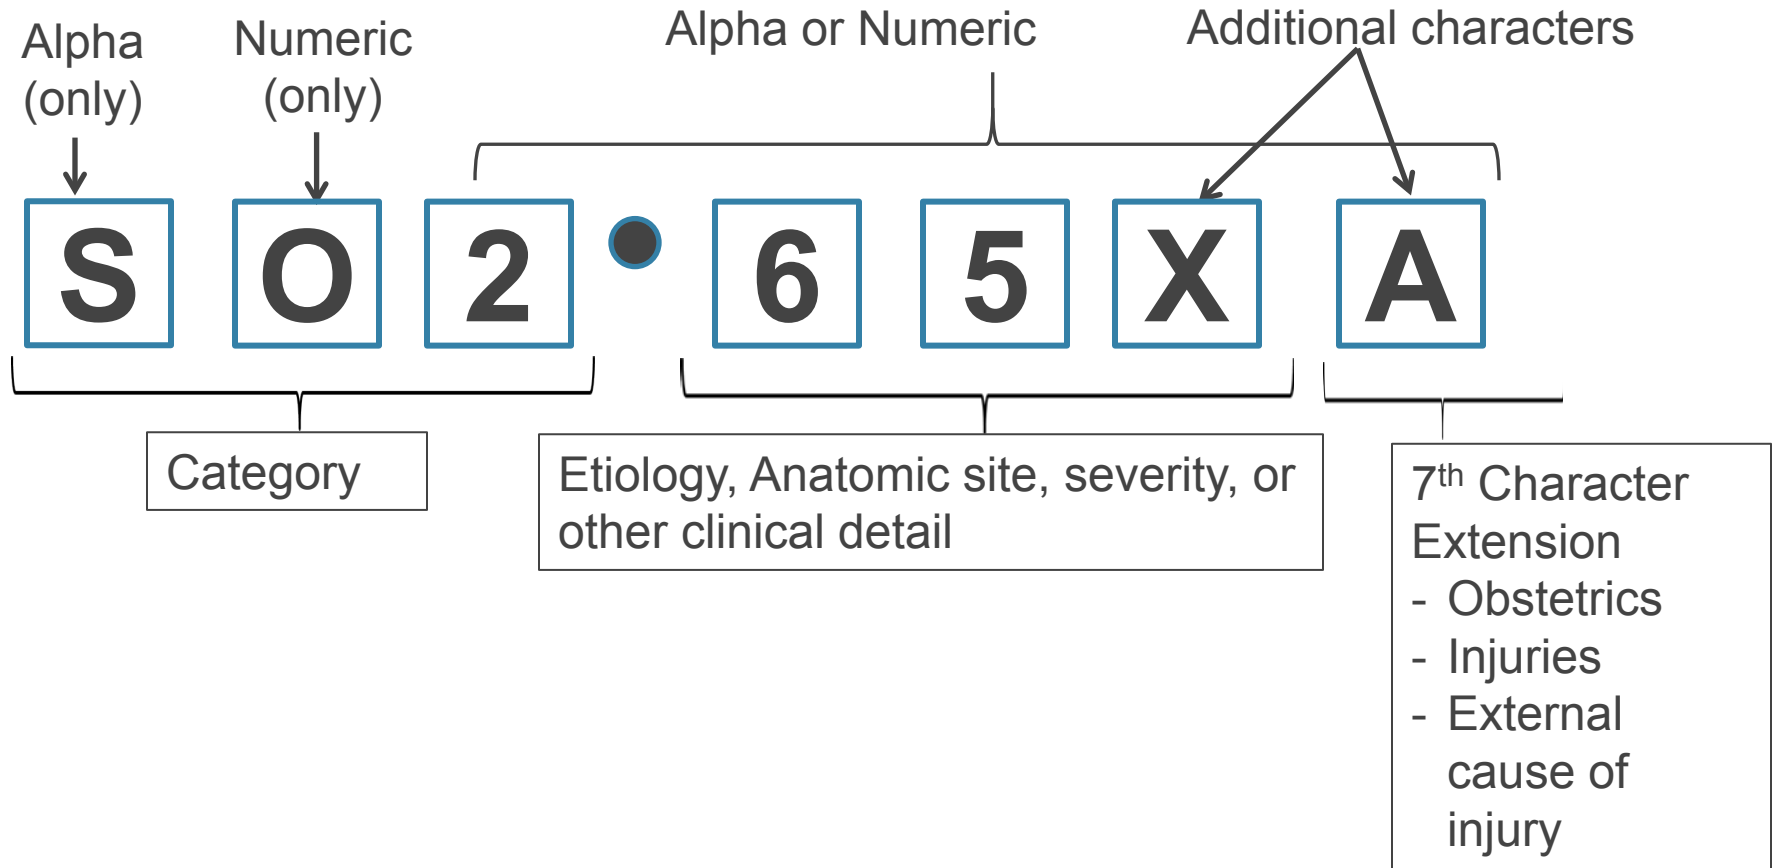 Alpha
(only)
Numeric
(only)
Alpha or Numeric
Additional characters
S O 2 • 6 5 X A
Category
Etiology, Anatomic site, severity, or
other clinical detail
7th Character
Extension
- Obstetrics
- Injuries
- External
cause of
injury